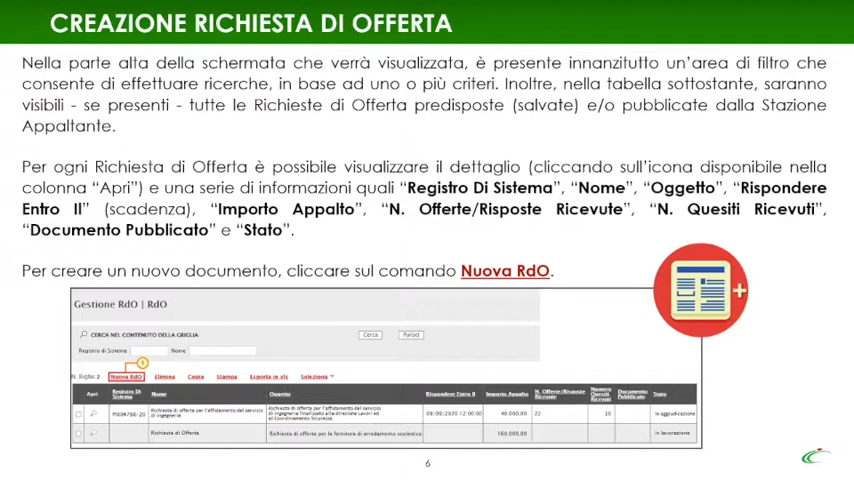 CREAZIONE RICHIESTA DI OFFERTA
Nella parte alta della schermata che verrà visualizzata, è presente innanzitutto un'area di filtro che
consente di effettuare ricerche, in base ad uno o più criteri. Inoltre, nella tabella sottostante, saranno
visibili - se presenti - tutte le Richieste di Offerta predisposte (salvate) e/o pubblicate dalla Stazione
Appaltante.
Per ogni Richiesta di Offerta è possibile visualizzare il dettaglio (cliccando sull'icona disponibile nella
colonna "Apri") e una serie di informazioni quali "Registro Di Sistema", "Nome", "Oggetto", "Rispondere
Entro Il" (scadenza), "Importo Appalto", "N. Offerte/Risposte Ricevute", "N. Quesiti Ricevuti",
"Documento Pubblicato" e "Stato".
Per creare un nuovo documento, cliccare sul comando Nuova RdO.
Gestione RdO | RdO
CERCA NEL CONTENUTO DELLA GRIGLIA
Cerca Pulisci
Registro di Sistema Nome
1
N. Righe: 2 Nuova RdO Elimina Copia Stampa Esporta in xls Seleziona
Apri Registro Di Sistema Nome Oggetto Rispondere Entro Il Importo Appalto N. Offerte/Risposte Ricevute Numero Quesiti Ricevuti Documento Pubblicato Stato
PI004798-20 Richiesta di offerta per l'affidamento del servizio di ingegneria Richiesta di offerta per l'affidamento del servizio di ingegneria finalizzato alla direzione Lavori ed al Coordinamento Sicurezza. 09/09/2020 12:00:00 40.000,00 22 10 In aggiudicazione
Richiesta di Offerta Richiesta di offerta per la fornitura di arredamento scolastico. 160.000,00 In lavorazione
6